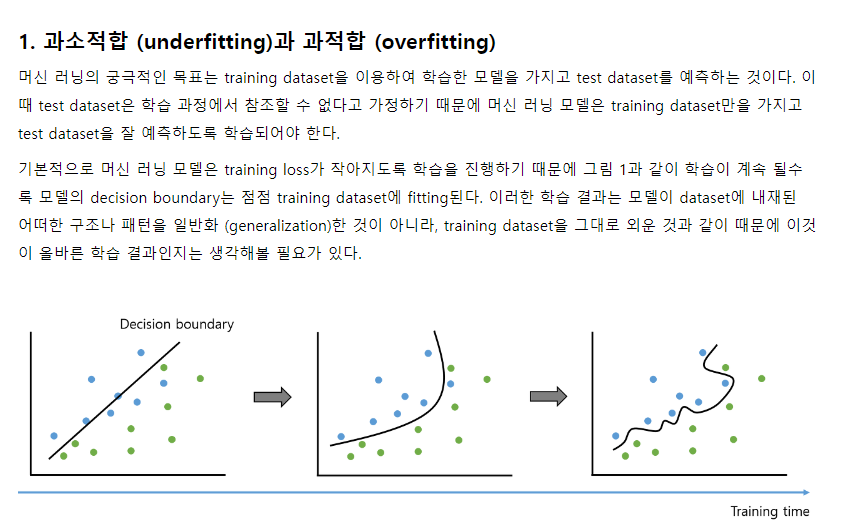 1. 과소적합 (underfitting)과 과적합 (overfitting)
머신 러닝의 궁극적인 목표는 training dataset을 이용하여 학습한 모델을 가지고 test dataset를 예측하는 것이다. 이
때 test dataset은 학습 과정에서 참조할 수 없다고 가정하기 때문에 머신 러닝 모델은 training dataset만을 가지고
test dataset을 잘 예측하도록 학습되어야 한다.
기본적으로 머신 러닝 모델은 training loss가 작아지도록 학습을 진행하기 때문에 그림 1과 같이 학습이 계속 될수
록 모델의 decision boundary는 점점 training dataset에 fitting된다. 이러한 학습 결과는 모델이 dataset에 내재된
어떠한 구조나 패턴을 일반화 (generalization)한 것이 아니라, training dataset을 그대로 외운 것과 같이 때문에 이것
이 올바른 학습 결과인지는 생각해볼 필요가 있다.
Decision boundary
Training time